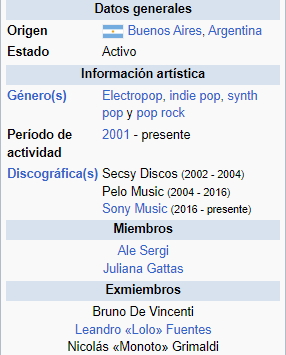 Datos generales
Origen Buenos Aires, Argentina
Estado Activo
Información artística
Género(s) Electropop, indie pop, synth
pop y pop rock
Período de 2001 - presente
actividad
Discográfica(s) Secsy Discos (2002 - 2004)
Pelo Music (2004 - 2016)
Sony Music (2016 - presente)
Miembros
Ale Sergi
Juliana Gattas
Exmiembros
Bruno De Vincenti
Leandro «Lolo» Fuentes
Nicolás «Monoto» Grimaldi